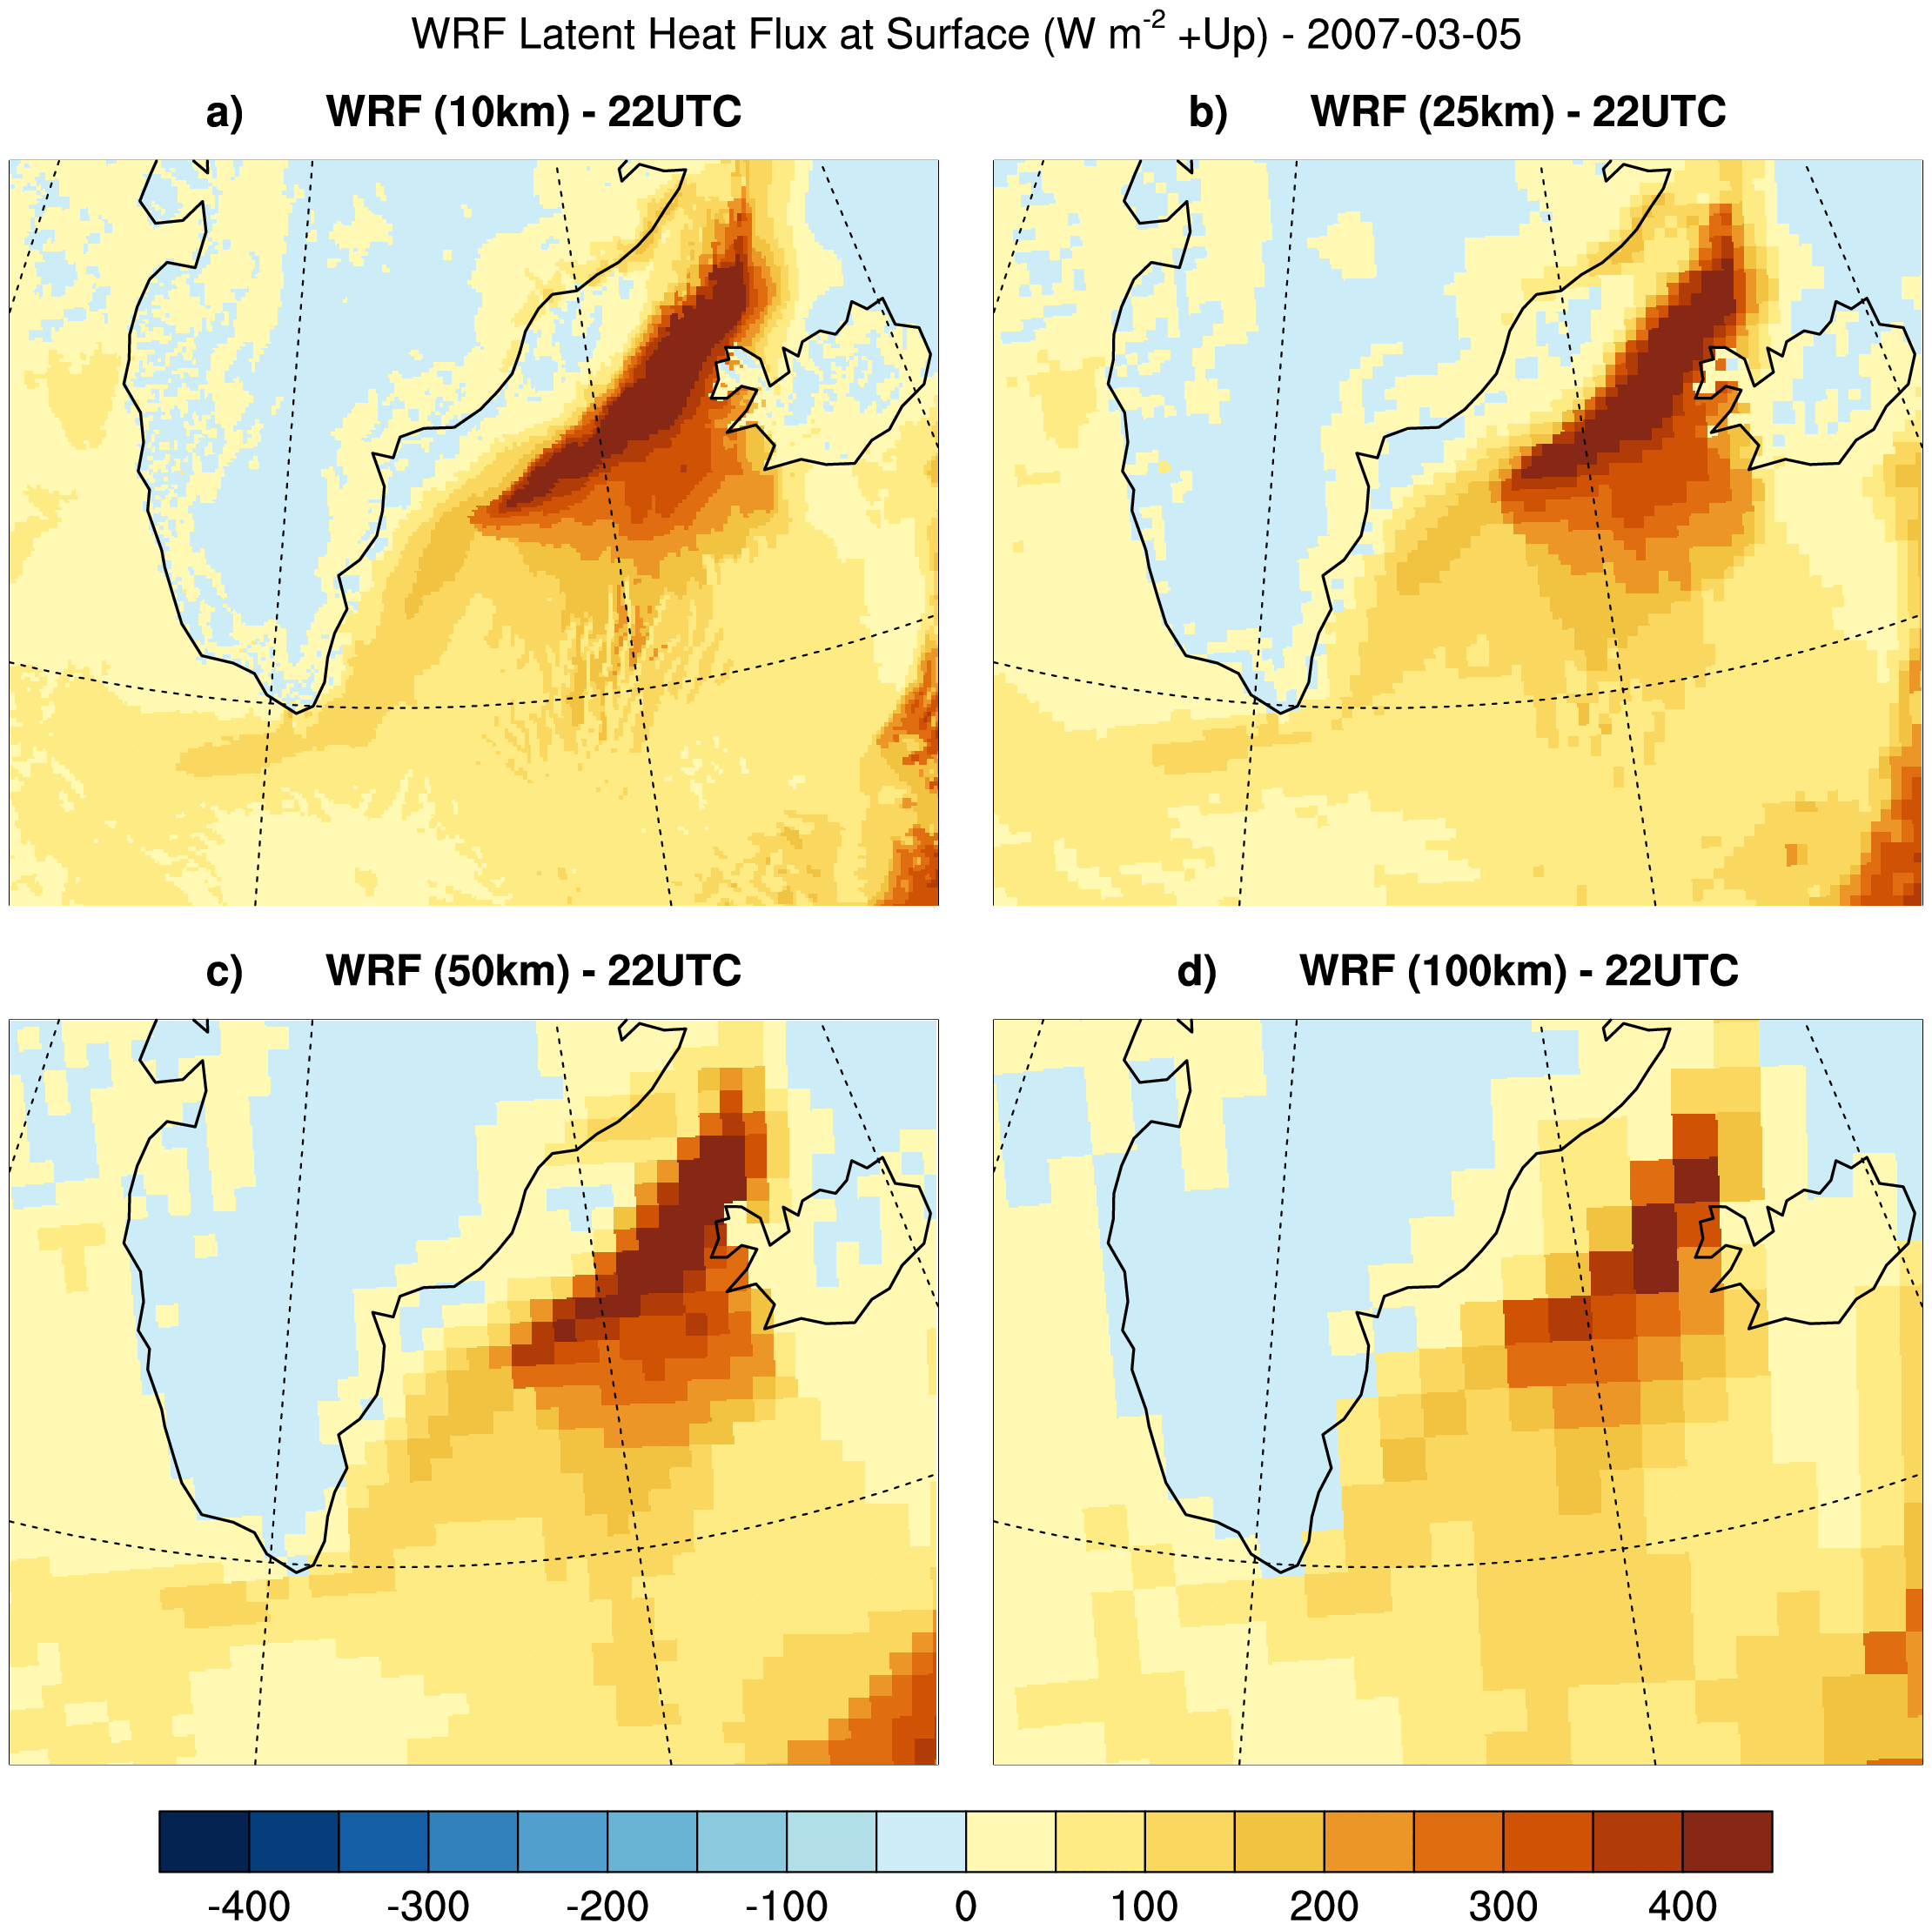 WRF Latent Heat Flux at Surface (W m-2 +Up) - 2007-03-05
a) WRF (10km) - 22UTC
b) WRF (25km) - 22UTC
c) WRF (50km) - 22UTC
d) WRF (100km) - 22UTC
-400 -300 -200 -100 0 100 200 300 400